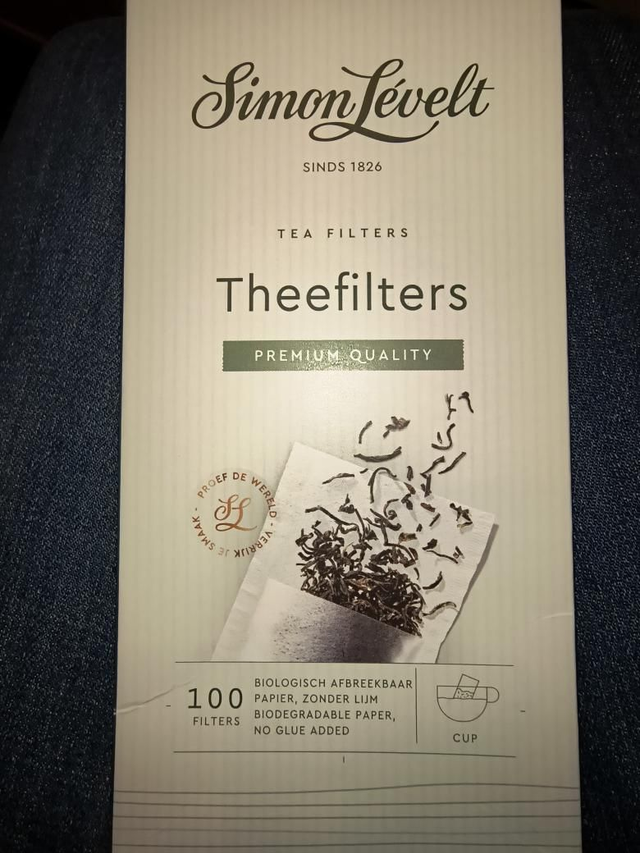 Simon Lévelt
SINDS 1826
TEA FILTERS
Theefilters
PREMIUM QUALITY
PROEF DE WERELD - VERRIJK JE SMAAK -
SL
100
FILTERS
BIOLOGISCH AFBREEKBAAR
PAPIER, ZONDER LIJM
BIODEGRADABLE PAPER,
NO GLUE ADDED
CUP